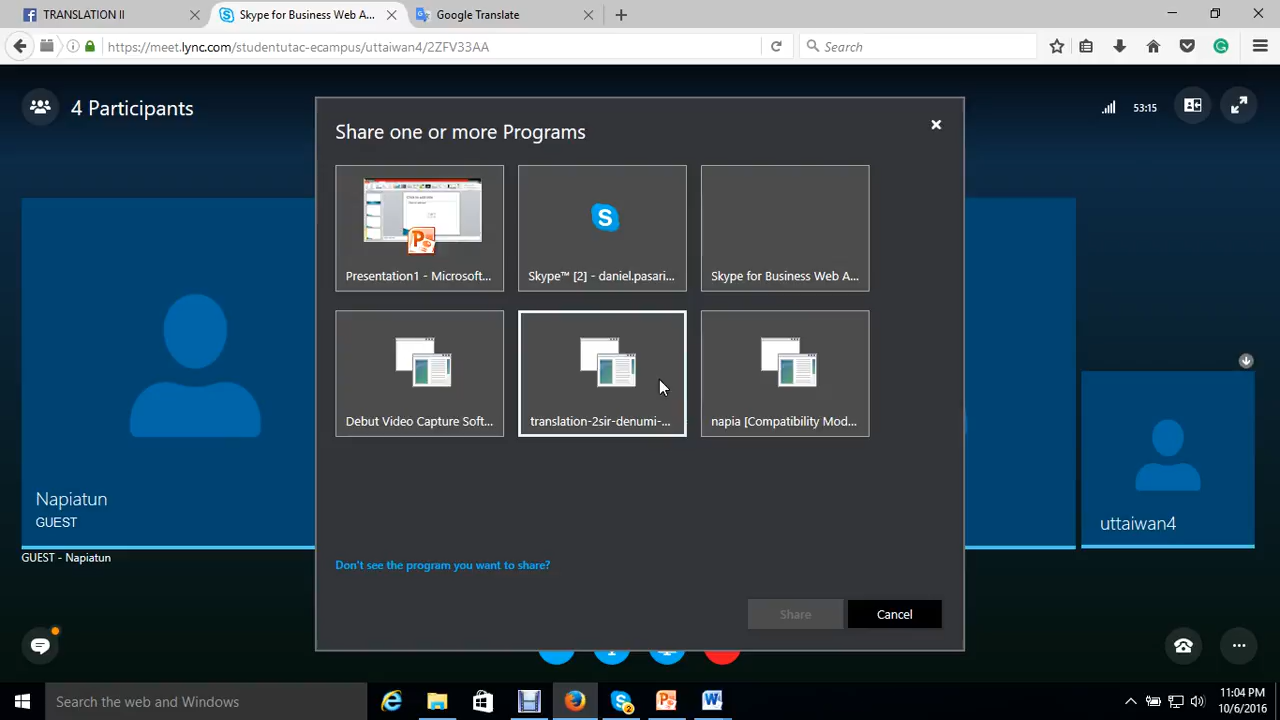 TRANSLATION II
Skype for Business Web A...
Google Translate
https://meet.lync.com/studentutac-ecampus/uttaiwan4/2ZFV33AA
Search
4 Participants
53:15
Share one or more Programs
Presentation1 - Microsoft...
Skype™ [2] - daniel.pasari...
Skype for Business Web A...
Debut Video Capture Soft...
translation-2sir-denumi-...
napia [Compatibility Mod...
Napiatun
GUEST
GUEST - Napiatun
uttaiwan4
Don't see the program you want to share?
Share
Cancel
Search the web and Windows
11:04 PM
10/6/2016